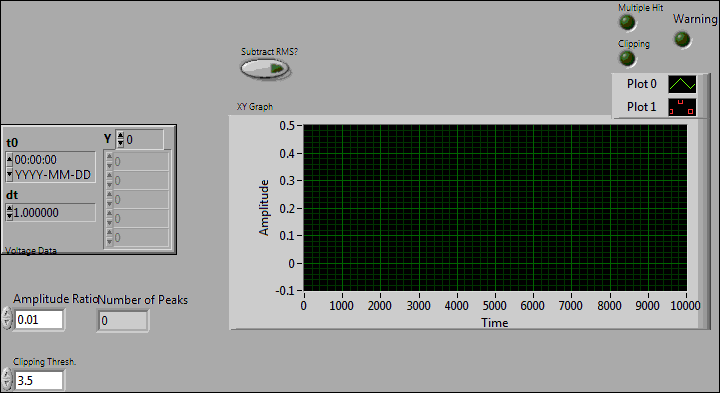 Multiple Hit
Warning
Clipping
Subtract RMS?
Plot 0
Plot 1
XY Graph
t0
00:00:00
YYYY-MM-DD
dt
1.000000
Y
0
0
0
0
0
0
Voltage Data
Amplitude
0.5
0.4
0.3
0.2
0.1
0
-0.1
0 1000 2000 3000 4000 5000 6000 7000 8000 9000 10000
Time
Amplitude Ratio
0.01
Number of Peaks
0
Clipping Thresh.
3.5